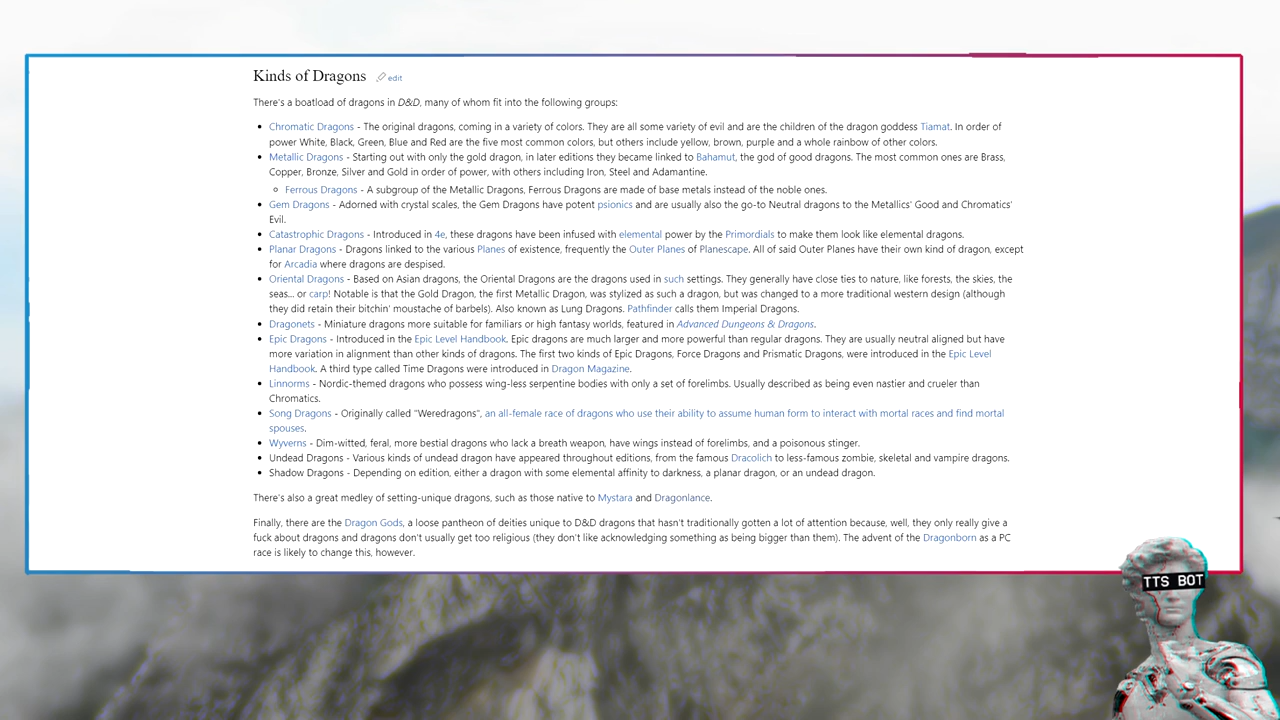 Kinds of Dragons edit
There's a boatload of dragons in D&D, many of whom fit into the following groups:
Chromatic Dragons - The original dragons, coming in a variety of colors. They are all some variety of evil and are the children of the dragon goddess Tiamat. In order of
power White, Black, Green, Blue and Red are the five most common colors, but others include yellow, brown, purple and a whole rainbow of other colors.
Metallic Dragons - Starting out with only the gold dragon, in later editions they became linked to Bahamut, the god of good dragons. The most common ones are Brass,
Copper, Bronze, Silver and Gold in order of power, with others including Iron, Steel and Adamantine.
Ferrous Dragons - A subgroup of the Metallic Dragons, Ferrous Dragons are made of base metals instead of the noble ones.
Gem Dragons - Adorned with crystal scales, the Gem Dragons have potent psionics and are usually also the go-to Neutral dragons to the Metallics' Good and Chromatics'
Evil.
Catastrophic Dragons - Introduced in 4e, these dragons have been infused with elemental power by the Primordials to make them look like elemental dragons.
Planar Dragons - Dragons linked to the various Planes of existence, frequently the Outer Planes of Planescape. All of said Outer Planes have their own kind of dragon, except
for Arcadia where dragons are despised.
Oriental Dragons - Based on Asian dragons, the Oriental Dragons are the dragons used in such settings. They generally have close ties to nature, like forests, the skies, the
seas... or carp! Notable is that the Gold Dragon, the first Metallic Dragon, was stylized as such a dragon, but was changed to a more traditional western design (although
they did retain their bitchin' moustache of barbels). Also known as Lung Dragons. Pathfinder calls them Imperial Dragons.
Dragonets - Miniature dragons more suitable for familiars or high fantasy worlds, featured in Advanced Dungeons & Dragons.
Epic Dragons - Introduced in the Epic Level Handbook. Epic dragons are much larger and more powerful than regular dragons. They are usually neutral aligned but have
more variation in alignment than other kinds of dragons. The first two kinds of Epic Dragons, Force Dragons and Prismatic Dragons, were introduced in the Epic Level
Handbook. A third type called Time Dragons were introduced in Dragon Magazine.
Linnorms - Nordic-themed dragons who possess wing-less serpentine bodies with only a set of forelimbs. Usually described as being even nastier and crueler than
Chromatics.
Song Dragons - Originally called "Weredragons", an all-female race of dragons who use their ability to assume human form to interact with mortal races and find mortal
spouses.
Wyverns - Dim-witted, feral, more bestial dragons who lack a breath weapon, have wings instead of forelimbs, and a poisonous stinger.
Undead Dragons - Various kinds of undead dragon have appeared throughout editions, from the famous Dracolich to less-famous zombie, skeletal and vampire dragons.
Shadow Dragons - Depending on edition, either a dragon with some elemental affinity to darkness, a planar dragon, or an undead dragon.
There's also a great medley of setting-unique dragons, such as those native to Mystara and Dragonlance.
Finally, there are the Dragon Gods, a loose pantheon of deities unique to D&D dragons that hasn't traditionally gotten a lot of attention because, well, they only really give a
fuck about dragons and dragons don't usually get too religious (they don't like acknowledging something as being bigger than them). The advent of the Dragonborn as a PC
race is likely to change this, however.
TTS BOT